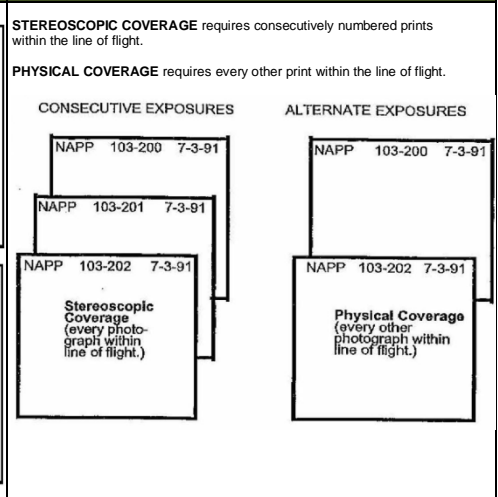 STEREOSCOPIC COVERAGE requires consecutively numbered prints
within the line of flight.
PHYSICAL COVERAGE requires every other print within the line of flight.
CONSECUTIVE EXPOSURES
NAPP 103-200 7-3-91
NAPP 103-201 7-3-91
NAPP 103-202 7-3-91
Stereoscopic
Coverage
(every photo-
graph within
line of flight.)
ALTERNATE EXPOSURES
NAPP 103-200 7-3-91
NAPP 103-202 7-3-91
Physical Coverage
(every other
photograph within
line of flight.)